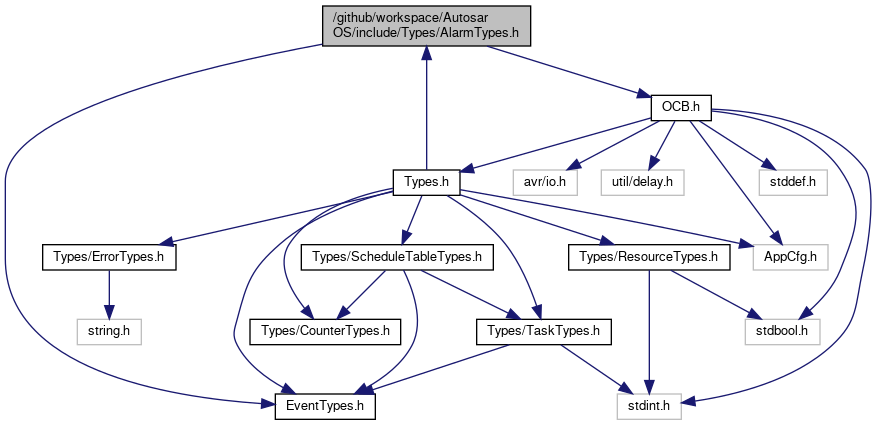 /github/workspace/Autosar
OS/include/Types/AlarmTypes.h
OCB.h
Types.h
avr/io.h
util/delay.h
stddef.h
Types/ErrorTypes.h
Types/ScheduleTableTypes.h
Types/ResourceTypes.h
AppCfg.h
string.h
Types/CounterTypes.h
Types/TaskTypes.h
stdbool.h
EventTypes.h
stdint.h